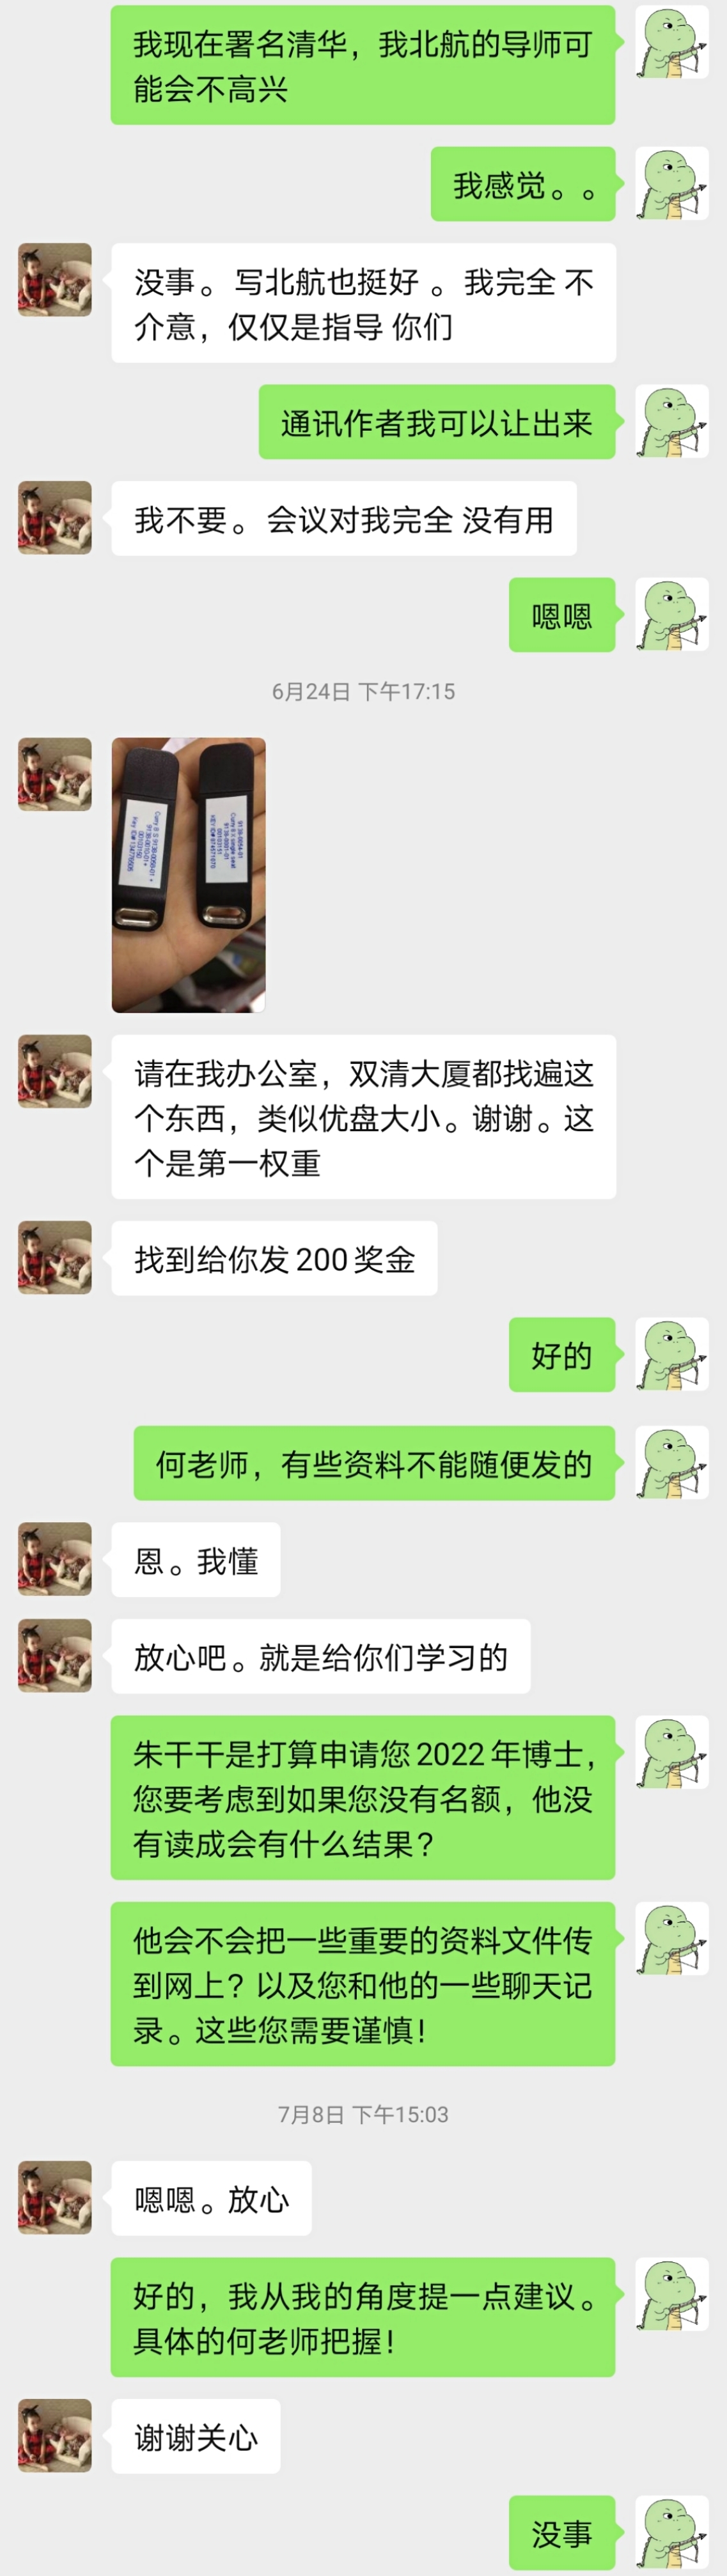 我现在署名清华，我北航的导师可
能会不高兴
我感觉。。
没事。写北航也挺好 。我完全 不
介意，仅仅是指导 你们
通讯作者我可以让出来
我不要。会议对我完全 没有用
嗯嗯
6月24日 下午17:15
请在我办公室，双清大厦都找遍这
个东西，类似优盘大小。谢谢。这
个是第一权重
找到给你发 200 奖金
好的
何老师，有些资料不能随便发的
恩。我懂
放心吧。就是给你们学习的
朱干干是打算申请您 2022 年博士，
您要考虑到如果您没有名额，他没
有读成会有什么结果？
他会不会把一些重要的资料文件传
到网上？以及您和他的一些聊天记
录。这些您需要谨慎！
7月8日 下午15:03
嗯嗯。放心
好的，我从我的角度提一点建议。
具体的何老师把握！
谢谢关心
没事